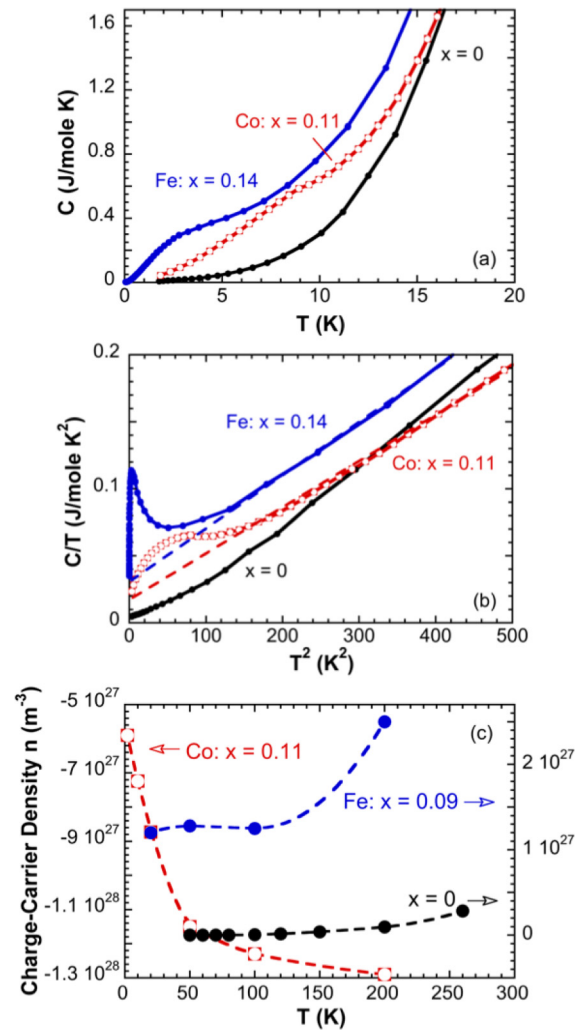 1.6
1.2
0.8
0.4
0
C (J/mole K)
x = 0
Co: x = 0.11
Fe: x = 0.14
(a)
0 5 10 15 20
T (K)
0.2
0.1
0
C/T (J/mole K²)
Fe: x = 0.14
Co: x = 0.11
x = 0
(b)
0 100 200 300 400 500
T² (K²)
-5 10²⁷
-7 10²⁷
-9 10²⁷
-1.1 10²⁸
-1.3 10²⁸
Charge-Carrier Density n (m⁻³)
Co: x = 0.11
(c)
Fe: x = 0.09
x=0
2 10²⁷
1 10²⁷
0
0 50 100 150 200 250 300
T (K)